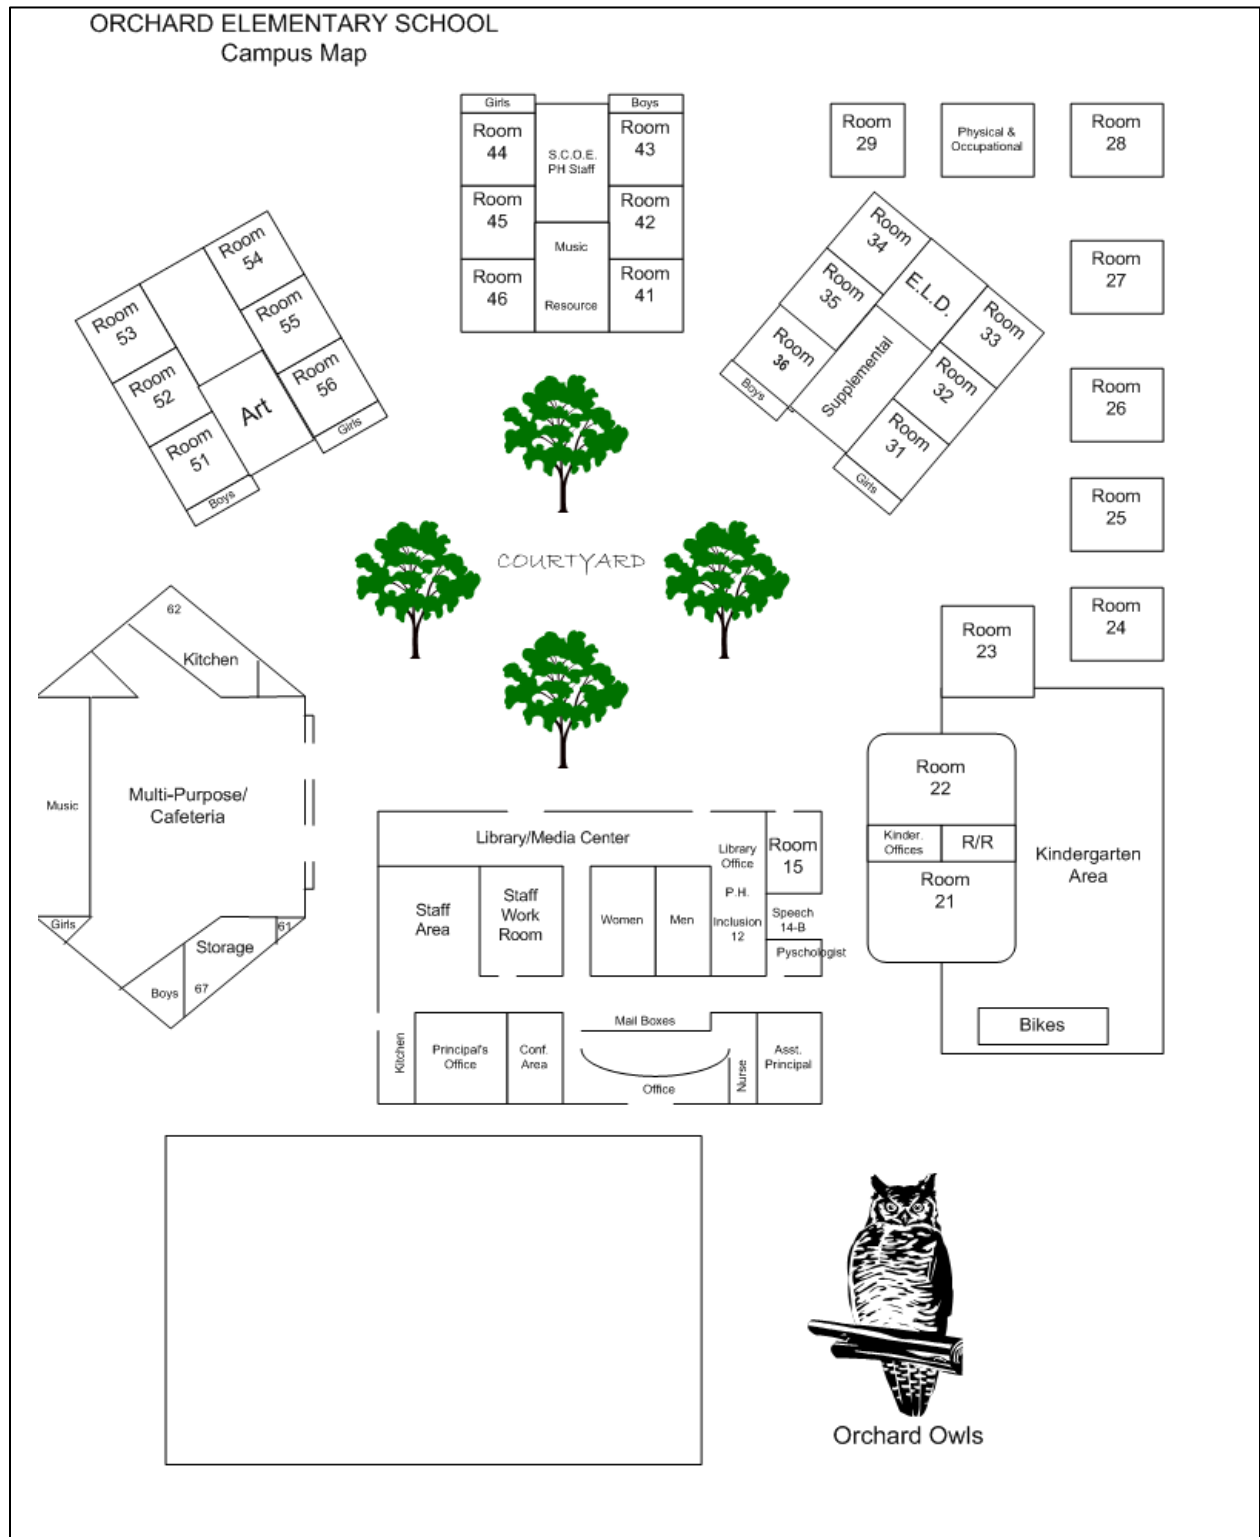 ORCHARD ELEMENTARY SCHOOL
Campus Map
Girls
Boys
Room
44
S.C.O.E.
PH Staff
Room
43
Room
45
Room
42
Music
Room
46
Resource
Room
41
Room
29
Physical &
Occupational
Room
28
Room
27
Room
26
Room
25
Room
24
Room
54
Room
55
Room
56
Girls
Room
53
Room
52
Room
51
Boys
Art
Room
34
Room
35
Room
36
Boys
E.L.D.
Supplemental
Room
33
Room
32
Room
31
Girls
COURTYARD
62
Kitchen
Music
Multi-Purpose/
Cafeteria
Girls
Storage
61
Boys
67
Room
23
Room
22
Kinder.
Offices
R/R
Room
21
Kindergarten
Area
Bikes
Library/Media Center
Library
Office
Room
15
Staff
Area
Staff
Work
Room
Women
Men
P.H.
Inclusion
12
Speech
14-B
Pyschologist
Kitchen
Principal's
Office
Conf.
Area
Mail Boxes
Office
Nurse
Asst.
Principal
Orchard Owls